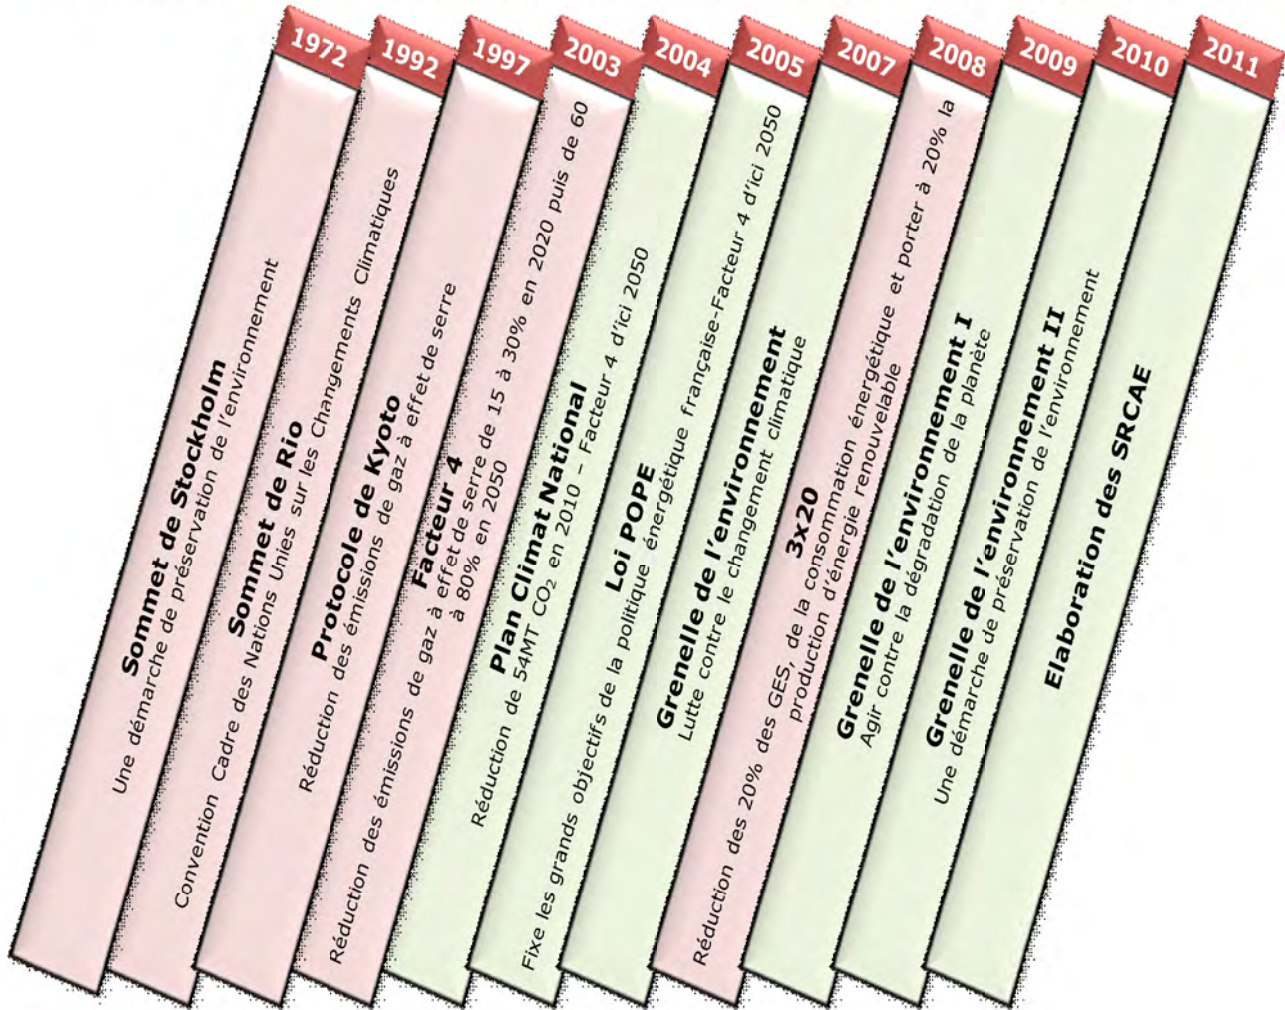 1972
Sommet de Stockholm
Une démarche de préservation de l'environnement
1992
Sommet de Rio
Convention Cadre des Nations Unies sur les Changements Climatiques
1997
Protocole de Kyoto
Réduction des émissions de gaz à effet de serre
2003
Facteur 4
Réduction des émissions de gaz à effet de serre de 15 à 30% en 2020 puis de 60
à 80% en 2050
2004
Plan Climat National
Réduction de 54MT CO₂ en 2010 – Facteur 4 d'ici 2050
2005
Loi POPE
Fixe les grands objectifs de la politique énergétique française-Facteur 4 d'ici 2050
2007
Grenelle de l'environnement
Lutte contre le changement climatique
2008
3x20
Réduction des 20% des GES, de la consommation énergétique et porter à 20% la
production d'énergie renouvelable
2009
Grenelle de l'environnement I
Agir contre la dégradation de la planète
2010
Grenelle de l'environnement II
Une démarche de préservation de l'environnement
2011
Elaboration des SRCAE